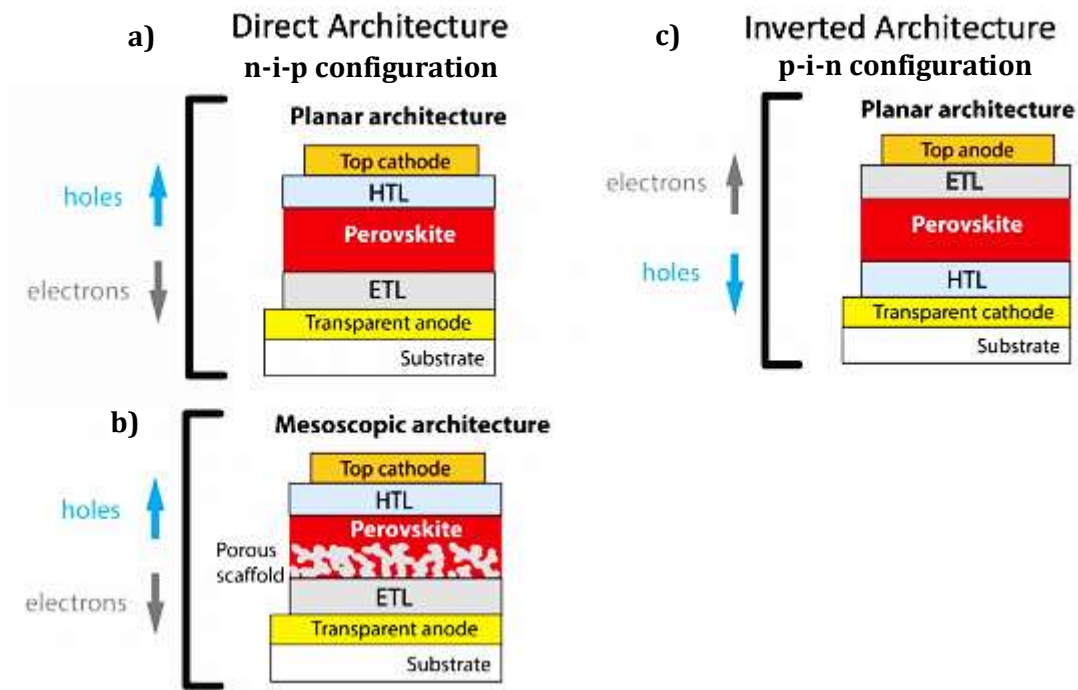 a)
Direct Architecture
n-i-p configuration
Planar architecture
holes
electrons
Top cathode
HTL
Perovskite
ETL
Transparent anode
Substrate
b)
Mesoscopic architecture
holes
electrons
Porous
scaffold
Top cathode
HTL
Perovskite
ETL
Transparent anode
Substrate
c)
Inverted Architecture
p-i-n configuration
Planar architecture
electrons
holes
Top anode
ETL
Perovskite
HTL
Transparent cathode
Substrate